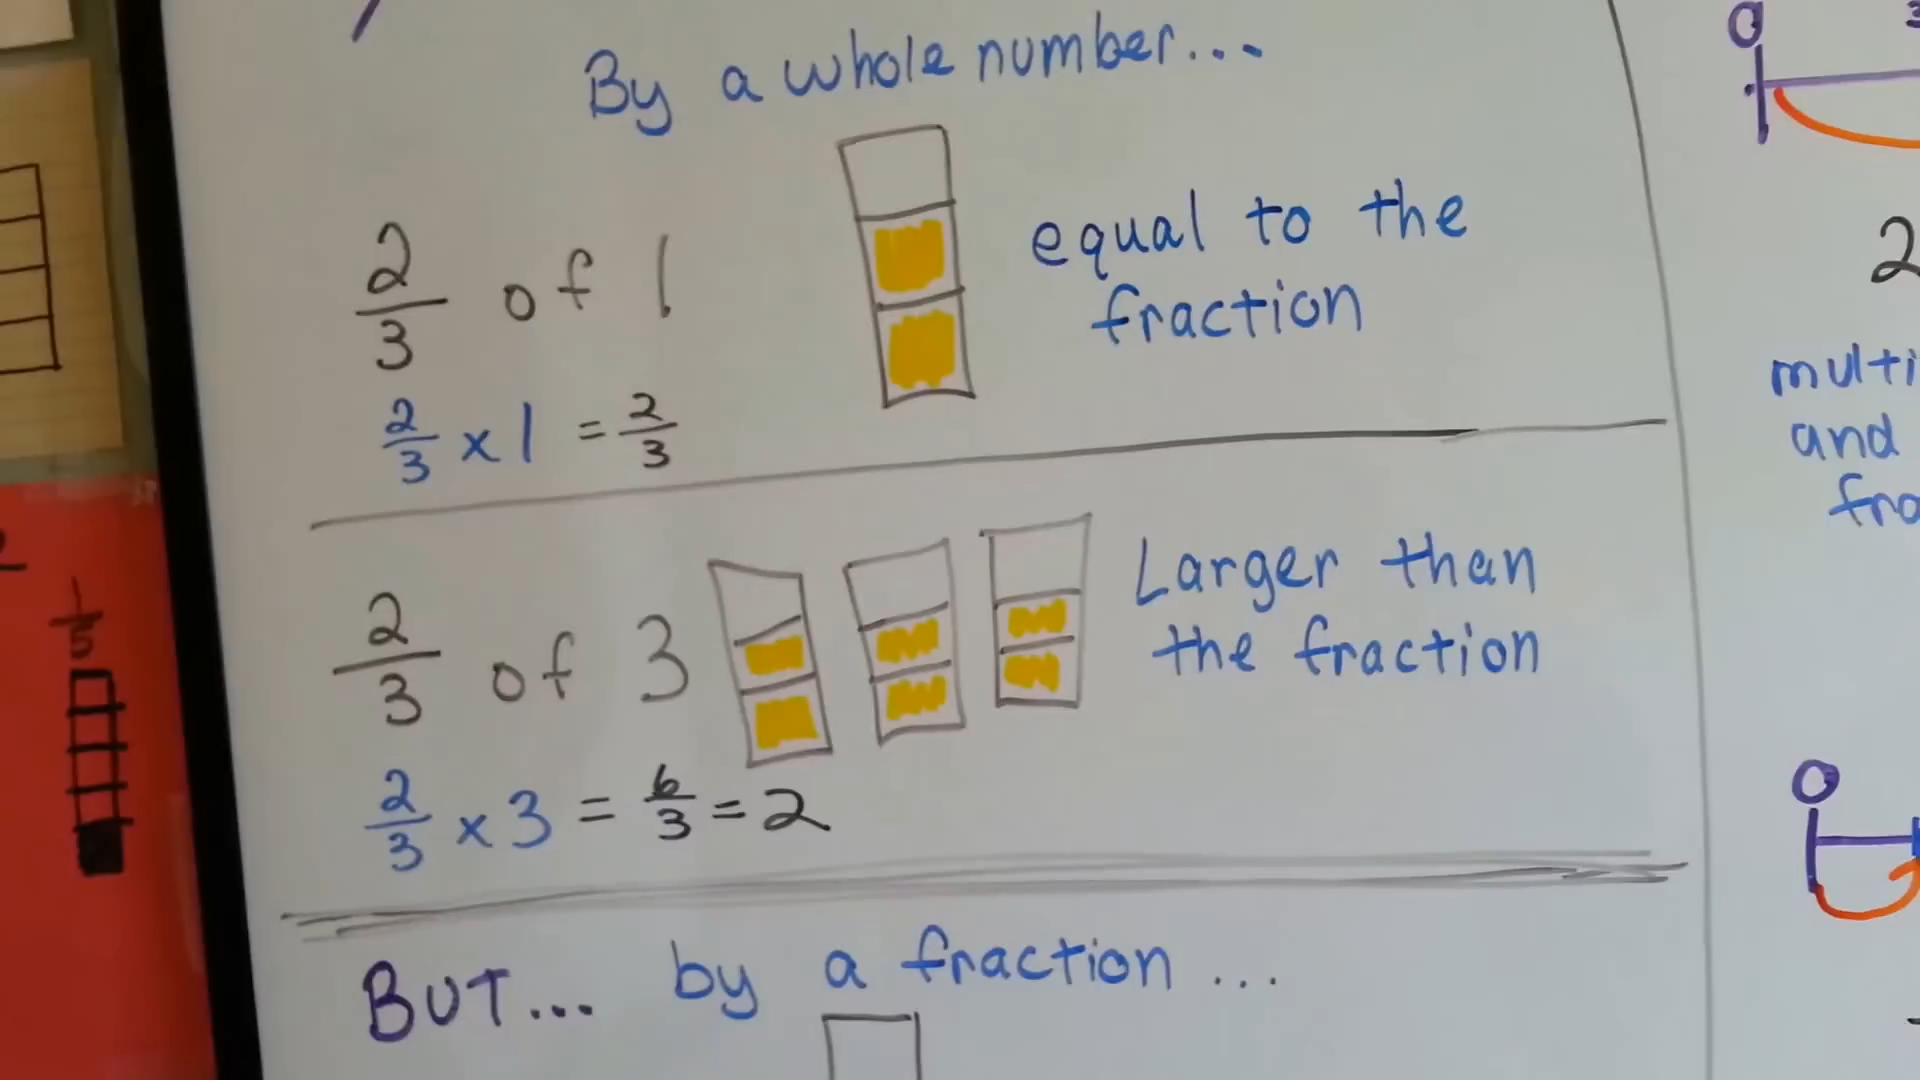 By a whole number...
2/3 of 1
equal to the
fraction
2/3 x 1 = 2/3
2/3 of 3
Larger than
the fraction
2/3 x 3 = 6/3 = 2
BUT... by a fraction...
1/5
0
2
multi
and
fra
0